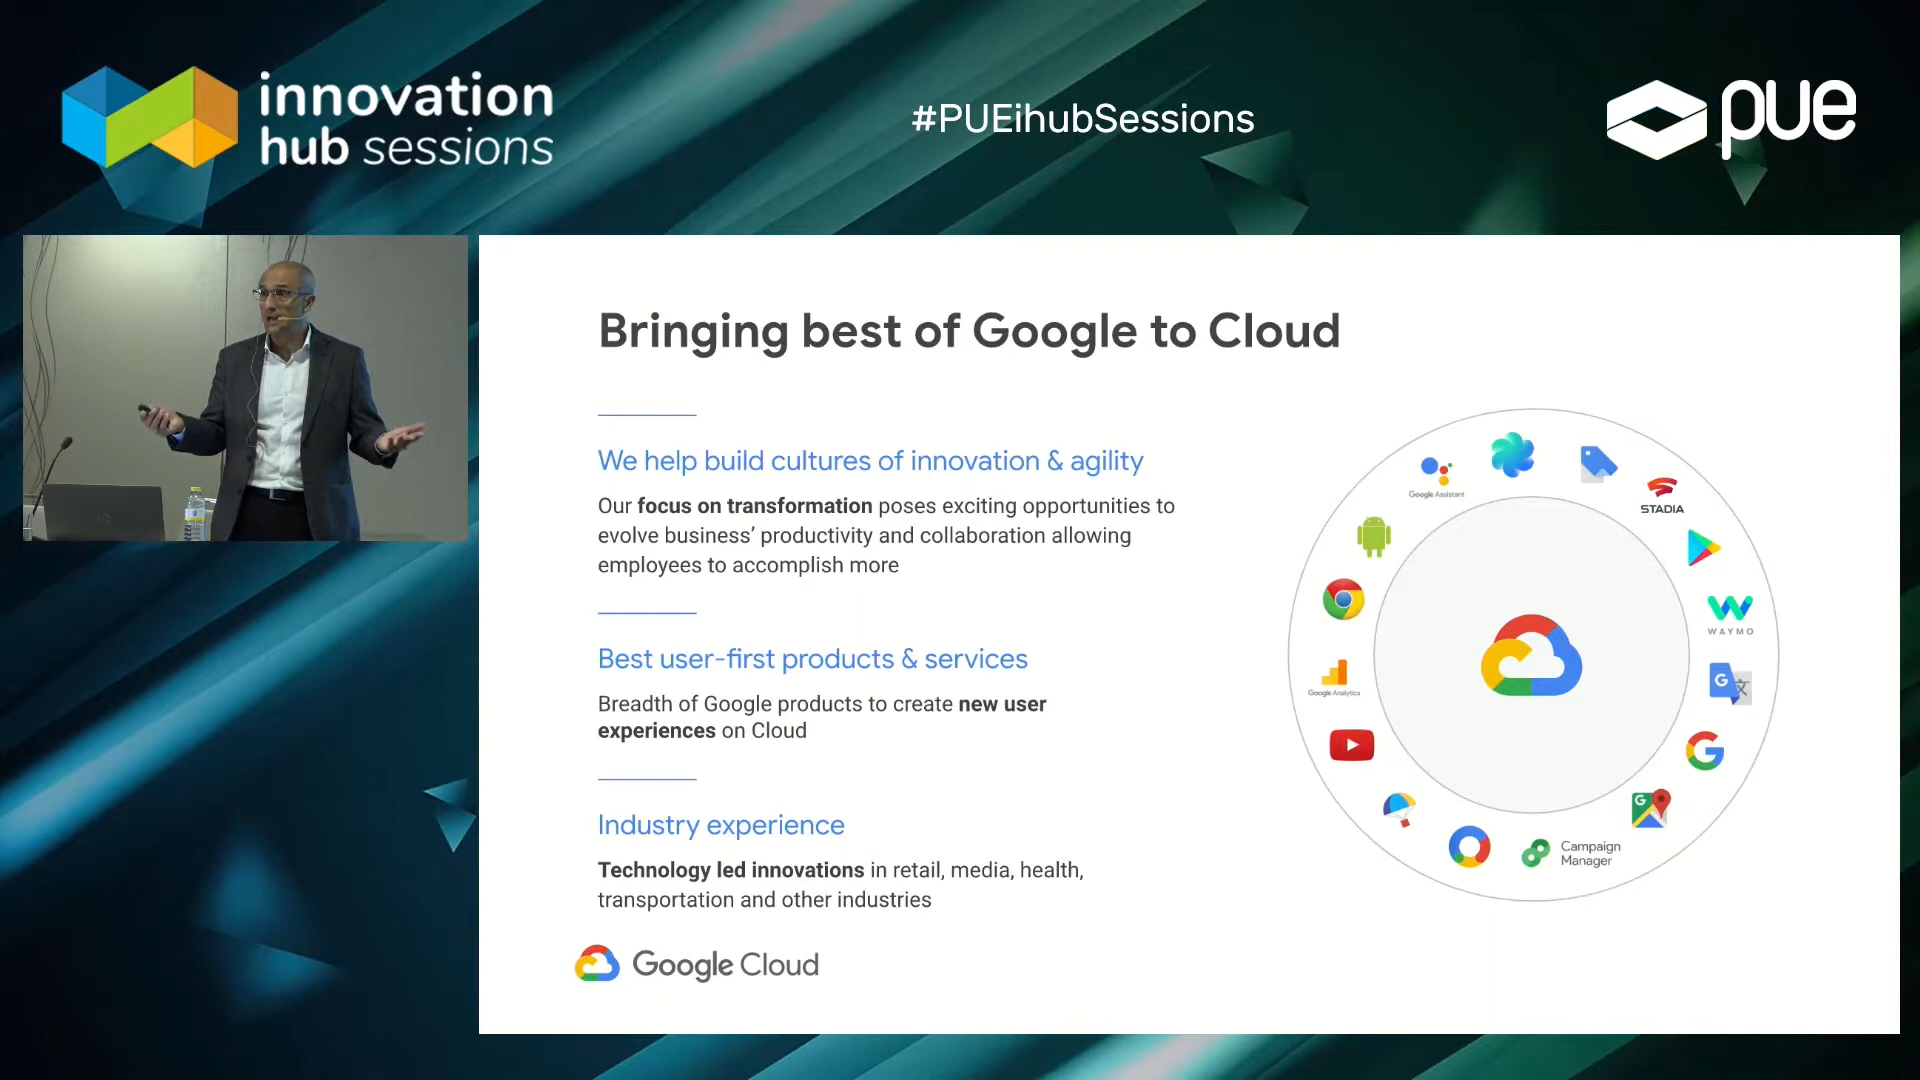 innovation
hub sessions
#PUEihubSessions
pue
Bringing best of Google to Cloud
We help build cultures of innovation & agility
Our focus on transformation poses exciting opportunities to
evolve business’ productivity and collaboration allowing
employees to accomplish more
Best user-first products & services
Breadth of Google products to create new user
experiences on Cloud
Industry experience
Technology led innovations in retail, media, health,
transportation and other industries
Google Cloud
Google Assistant
STADIA
WAYMO
Google Analytics
G
文
G
Campaign
Manager